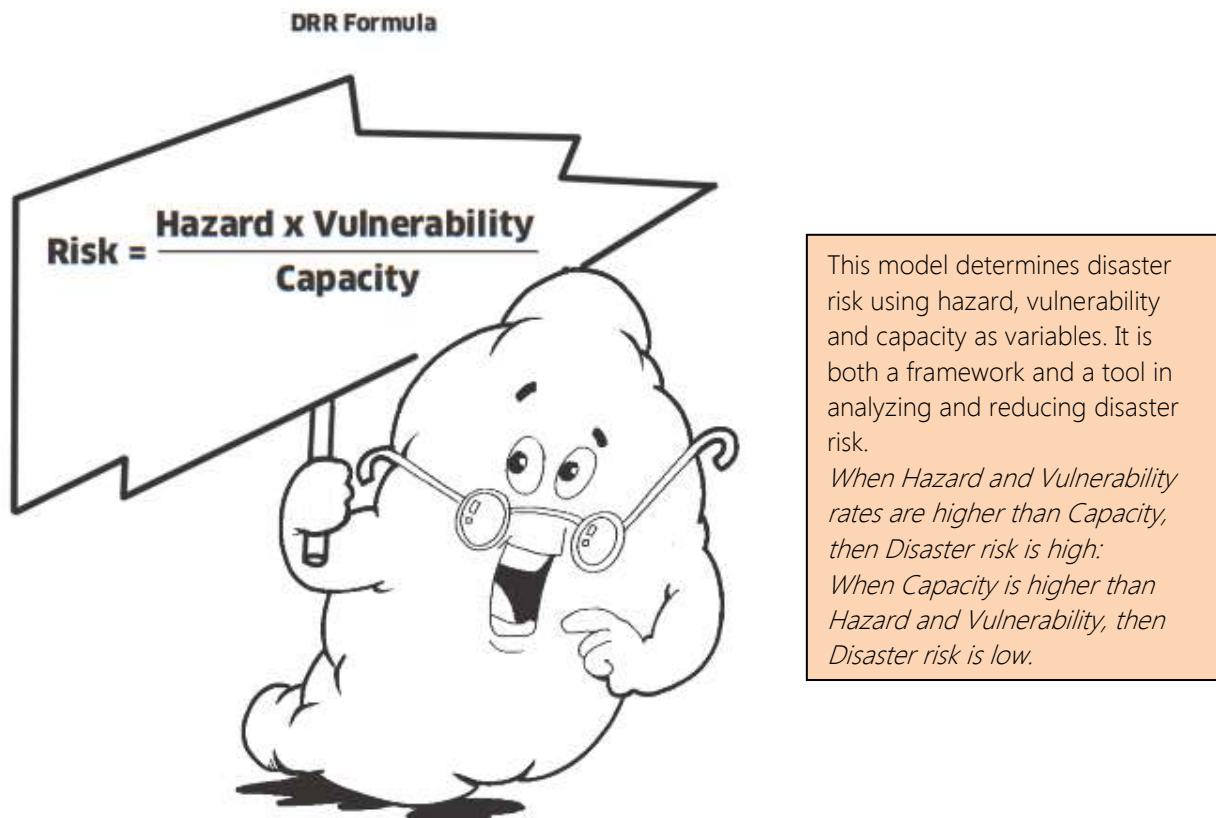 DRR Formula
Risk = Hazard x Vulnerability
Capacity
This model determines disaster
risk using hazard, vulnerability
and capacity as variables. It is
both a framework and a tool in
analyzing and reducing disaster
risk.
When Hazard and Vulnerability
rates are higher than Capacity,
then Disaster risk is high:
When Capacity is higher than
Hazard and Vulnerability, then
Disaster risk is low.